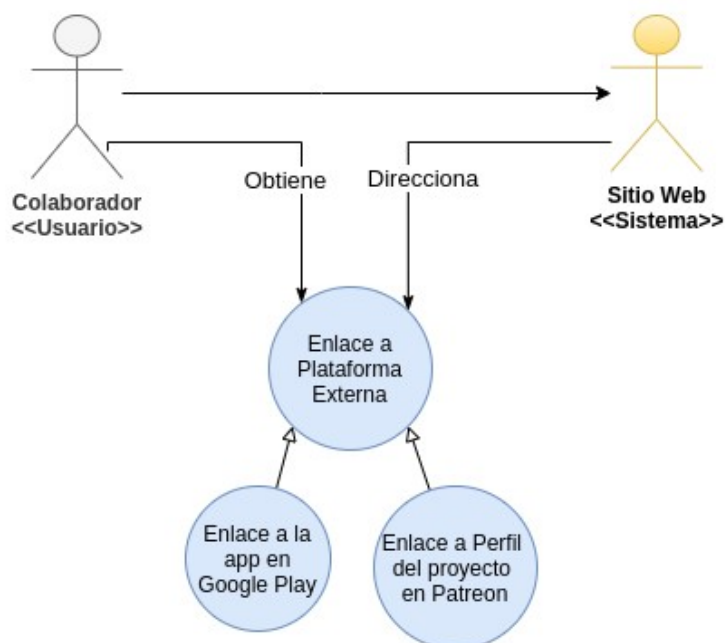 Obtiene
Direcciona
Colaborador
<<Usuario>>
Sitio Web
<<Sistema>>
Enlace a
Plataforma
Externa
Enlace a la
app en
Google Play
Enlace a Perfil
del proyecto
en Patreon